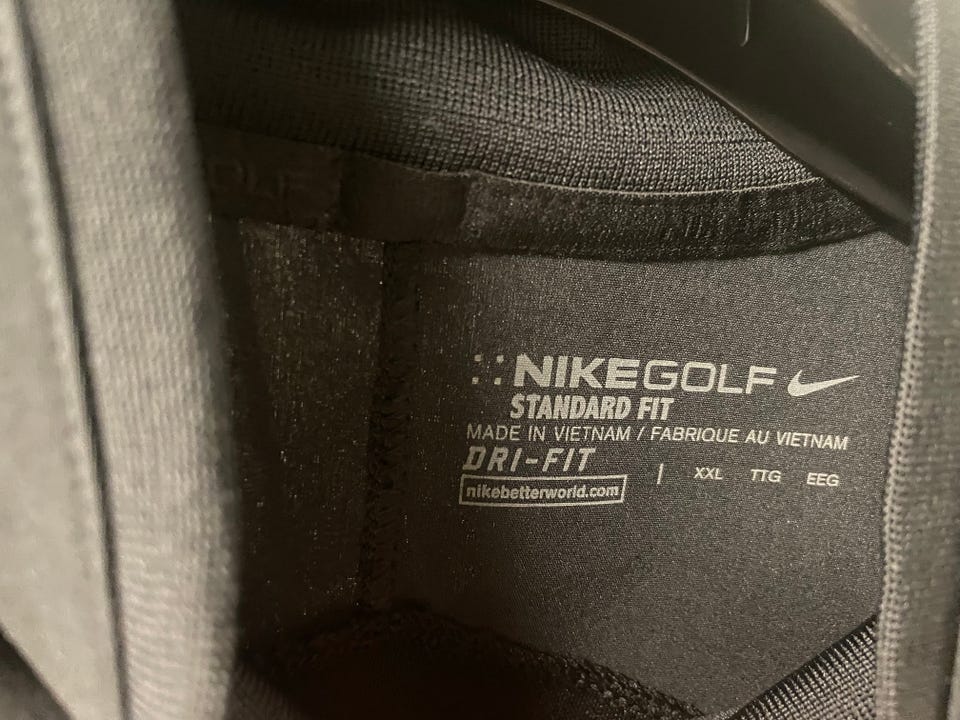 NIKEGOLF
STANDARD FIT
MADE IN VIETNAM / FABRIQUE AU VIETNAM
DRI-FIT
nikebetterworld.com
XXL TTG EEG